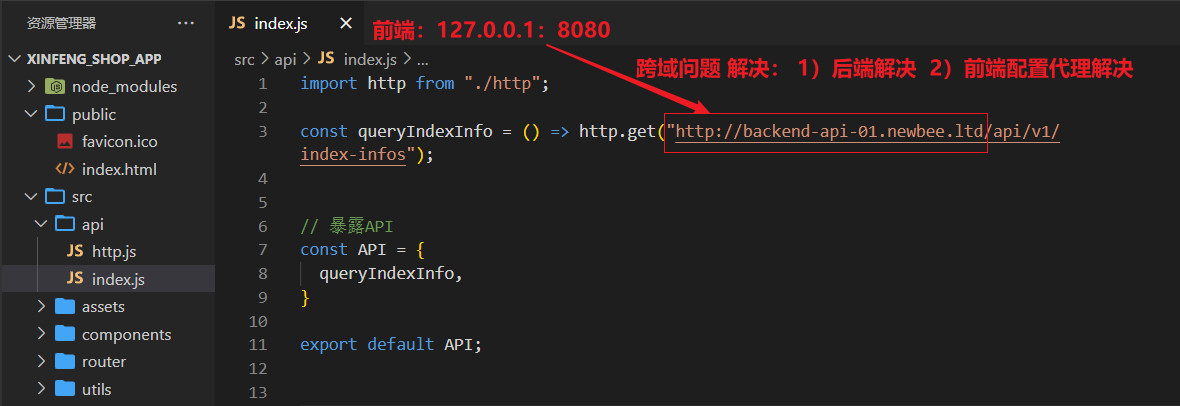 资源管理器 ···
XINFENG_SHOP_APP
node_modules
public
favicon.ico
index.html
src
api
JS http.js
JS index.js
assets
components
router
utils
JS index.js ×
前端：127.0.0.1：8080
src > api > JS index.js > ...
跨域问题 解决： 1）后端解决 2）前端配置代理解决
1 import http from "./http";
2
3 const queryIndexInfo = () => http.get("http://backend-api-01.newbee.ltd/api/v1/
index-infos");
4
5
6 // 暴露API
7 const API = {
8 queryIndexInfo,
9 }
10
11 export default API;
12
13